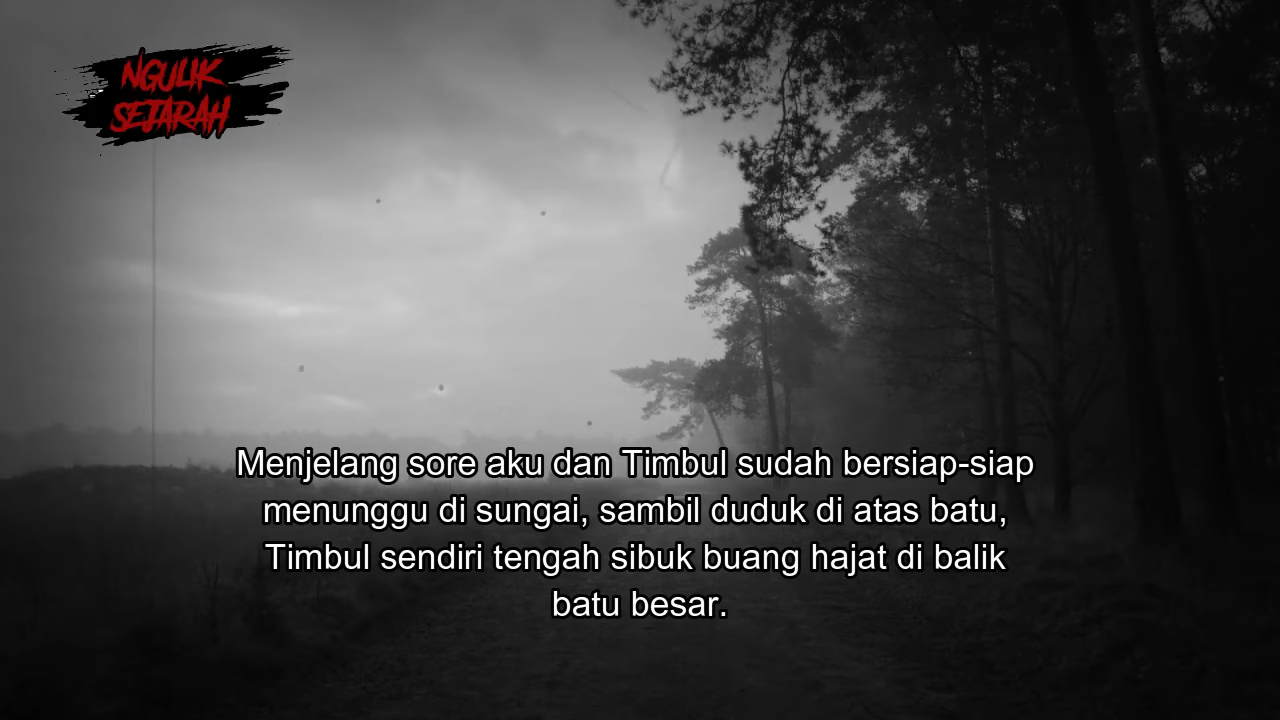 NGULIK
SEJARAH
Menjelang sore aku dan Timbul sudah bersiap-siap
menunggu di sungai, sambil duduk di atas batu,
Timbul sendiri tengah sibuk buang hajat di balik
batu besar.